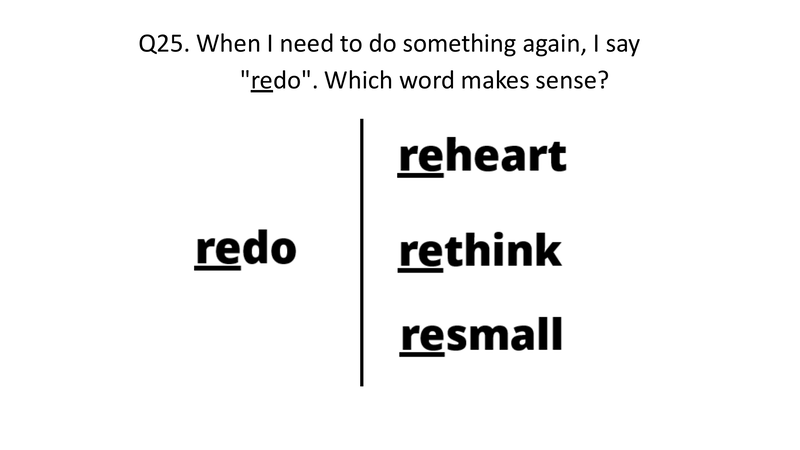 Q25. When I need to do something again, I say
"redo". Which word makes sense?
reheart
redo
rethink
resmall